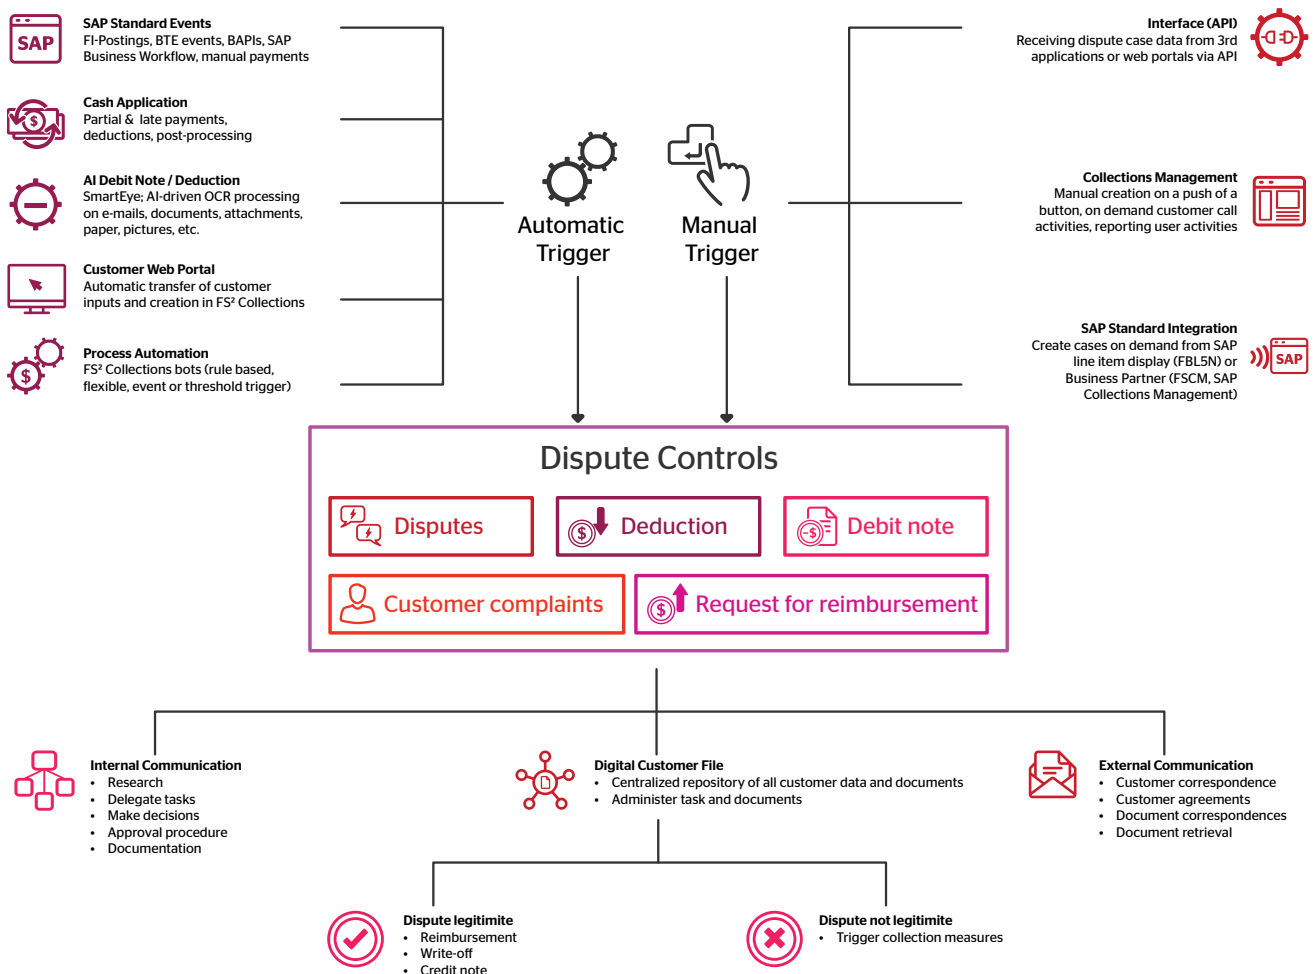 SAP
SAP Standard Events
FI-Postings, BTE events, BAPIs, SAP
Business Workflow, manual payments
Cash Application
Partial & late payments,
deductions, post-processing
$
AI Debit Note / Deduction
SmartEye; AI-driven OCR processing
on e-mails, documents, attachments,
paper, pictures, etc.
Customer Web Portal
Automatic transfer of customer
inputs and creation in FS² Collections
Process Automation
FS² Collections bots (rule based,
flexible, event or threshold trigger)
$
Automatic
Trigger
Manual
Trigger
Interface (API)
Receiving dispute case data from 3rd
applications or web portals via API
Collections Management
Manual creation on a push of a
button, on demand customer call
activities, reporting user activities
SAP Standard Integration
Create cases on demand from SAP
line item display (FBL5N) or
Business Partner (FSCM, SAP
Collections Management)
SAP
Dispute Controls
Disputes
$
Deduction
-$
Debit note
Customer complaints
$
Request for reimbursement
Internal Communication
• Research
• Delegate tasks
• Make decisions
• Approval procedure
• Documentation
Digital Customer File
• Centralized repository of all customer data and documents
• Administer task and documents
External Communication
• Customer correspondence
• Customer agreements
• Document correspondences
• Document retrieval
Dispute legitimite
• Reimbursement
• Write-off
• Credit note
Dispute not legitimite
• Trigger collection measures